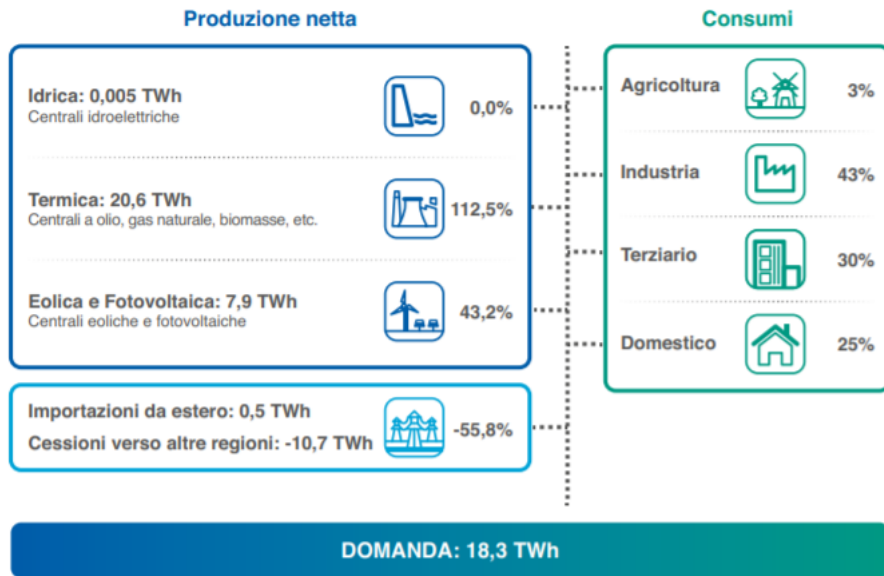 Produzione netta
Idrica: 0,005 TWh
Centrali idroelettriche
0,0%
Termica: 20,6 TWh
Centrali a olio, gas naturale, biomasse, etc.
112,5%
Eolica e Fotovoltaica: 7,9 TWh
Centrali eoliche e fotovoltaiche
43,2%
Importazioni da estero: 0,5 TWh
Cessioni verso altre regioni: -10,7 TWh
-55,8%
Consumi
Agricoltura
3%
Industria
43%
Terziario
30%
Domestico
25%
DOMANDA: 18,3 TWh